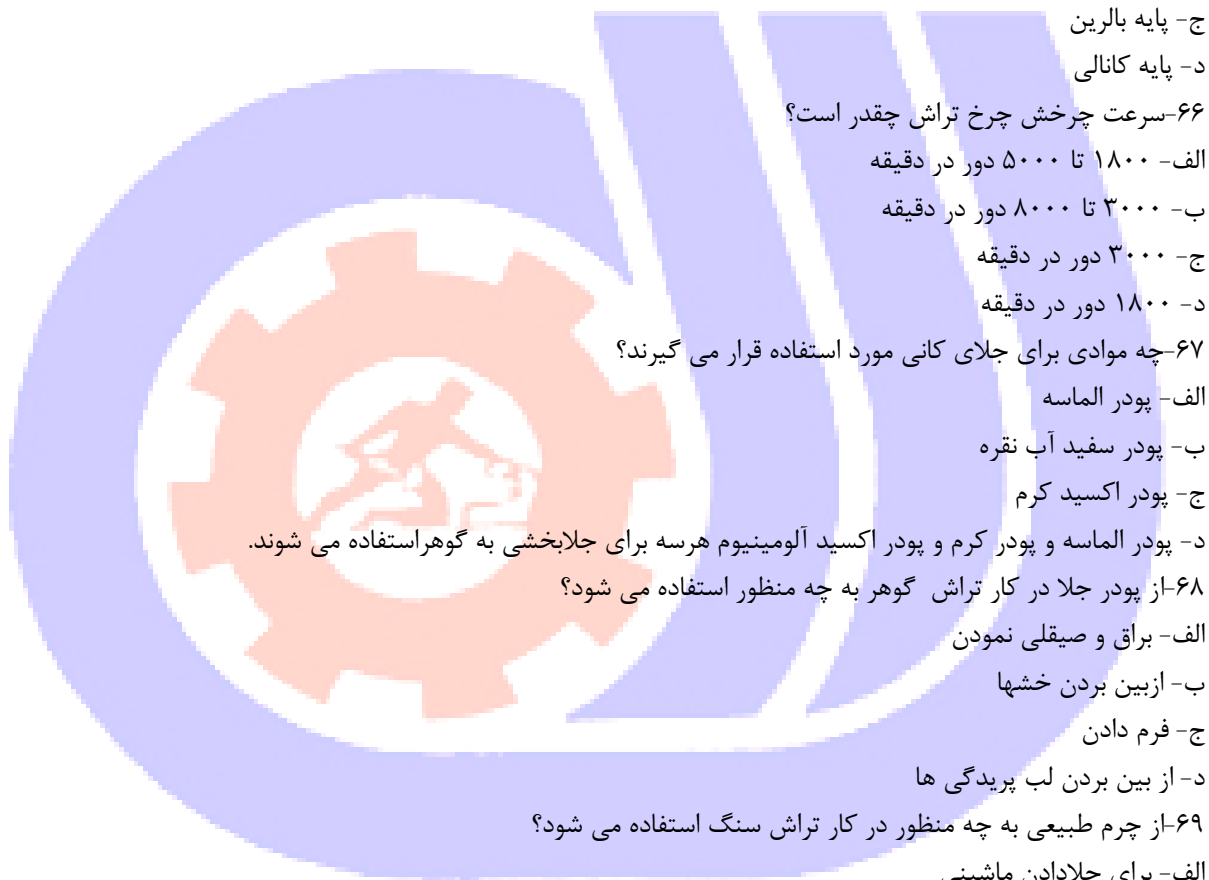 ج- پایه بالرین
د- پایه کانالی
۶۶-سرعت چرخش چرخ تراش چقدر است؟
الف- ۱۸۰۰ تا ۵۰۰۰ دور در دقیقه
ب- ۳۰۰۰ تا ۸۰۰۰ دور در دقیقه
ج- ۳۰۰۰ دور در دقیقه
د- ۱۸۰۰ دور در دقیقه
۶۷-چه موادی برای جلای کانی مورد استفاده قرار می گیرند؟
الف- پودر الماسه
ب- پودر سفید آب نقره
ج- پودر اکسید کرم
د- پودر الماسه و پودر کرم و پودر اکسید آلومینیوم هرسه برای جلابخشی به گوهراستفاده می شوند.
۶۸-از پودر جلا در کار تراش گوهر به چه منظور استفاده می شود؟
الف- براق و صیقلی نمودن
ب- ازبین بردن خشها
ج- فرم دادن
د- از بین بردن لب پریدگی ها
۶۹-از چرم طبیعی به چه منظور در کار تراش سنگ استفاده می شود؟
الف- برای جلادادن ماشینی